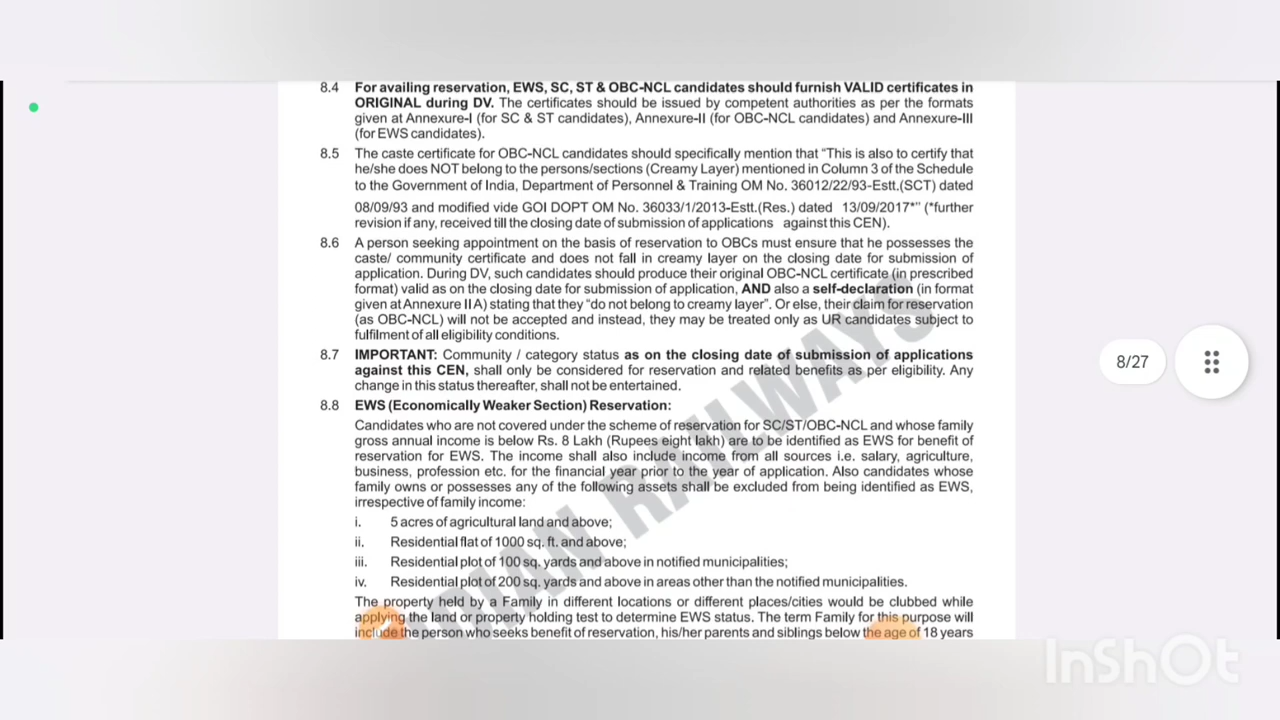 8.4 For availing reservation, EWS, SC, ST & OBC-NCL candidates should furnish VALID certificates in
ORIGINAL during DV. The certificates should be issued by competent authorities as per the formats
given at Annexure-I (for SC & ST candidates), Annexure-II (for OBC-NCL candidates) and Annexure-III
(for EWS candidates).
8.5 The caste certificate for OBC-NCL candidates should specifically mention that “This is also to certify that
he/she does NOT belong to the persons/sections (Creamy Layer) mentioned in Column 3 of the Schedule
to the Government of India, Department of Personnel & Training OM No. 36012/22/93-Estt.(SCT) dated
08/09/93 and modified vide GOI DOPT OM No. 36033/1/2013-Estt.(Res.) dated 13/09/2017*” (*further
revision if any, received till the closing date of submission of applications against this CEN).
8.6 A person seeking appointment on the basis of reservation to OBCs must ensure that he possesses the
caste/ community certificate and does not fall in creamy layer on the closing date for submission of
application. During DV, such candidates should produce their original OBC-NCL certificate (in prescribed
format) valid as on the closing date for submission of application, AND also a self-declaration (in format
given at Annexure IIA) stating that they “do not belong to creamy layer”. Or else, their claim for reservation
(as OBC-NCL) will not be accepted and instead, they may be treated only as UR candidates subject to
fulfilment of all eligibility conditions.
8.7 IMPORTANT: Community / category status as on the closing date of submission of applications
against this CEN, shall only be considered for reservation and related benefits as per eligibility. Any
change in this status thereafter, shall not be entertained.
8/27
8.8 EWS (Economically Weaker Section) Reservation:
Candidates who are not covered under the scheme of reservation for SC/ST/OBC-NCL and whose family
gross annual income is below Rs. 8 Lakh (Rupees eight lakh) are to be identified as EWS for benefit of
reservation for EWS. The income shall also include income from all sources i.e. salary, agriculture,
business, profession etc. for the financial year prior to the year of application. Also candidates whose
family owns or possesses any of the following assets shall be excluded from being identified as EWS,
irrespective of family income:
i. 5 acres of agricultural land and above;
ii. Residential flat of 1000 sq. ft. and above;
iii. Residential plot of 100 sq. yards and above in notified municipalities;
iv. Residential plot of 200 sq. yards and above in areas other than the notified municipalities.
The property held by a Family in different locations or different places/cities would be clubbed while
applying the land or property holding test to determine EWS status. The term Family for this purpose will
include the person who seeks benefit of reservation, his/her parents and siblings below the age of 18 years
RAILWAYS
InShOt